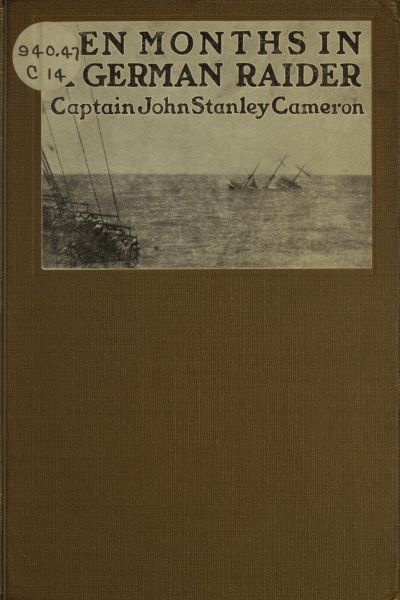 940.47
C 14
EN MONTHS IN
GERMAN RAIDER
Captain John Stanley Cameron